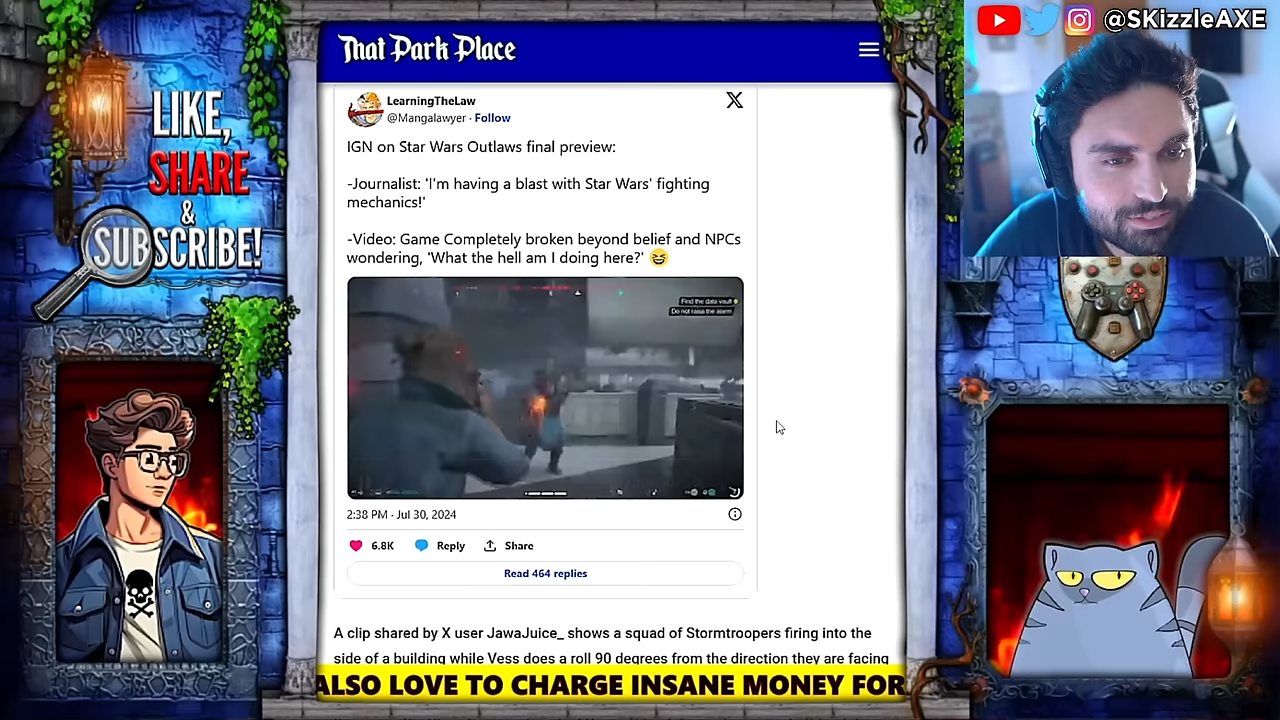 That Park Place
@SKizzleAXE
LIKE,
SHARE
&
SUBSCRIBE!
LearningTheLaw
@Mangalawyer · Follow
IGN on Star Wars Outlaws final preview:
-Journalist: 'I'm having a blast with Star Wars' fighting
mechanics!'
-Video: Game Completely broken beyond belief and NPCs
wondering, 'What the hell am I doing here?' 😆
Find the data vault
Do not raise the alarm
2:38 PM · Jul 30, 2024
6.8K Reply Share
Read 464 replies
A clip shared by X user JawaJuice_ shows a squad of Stormtroopers firing into the
side of a building while Vess does a roll 90 degrees from the direction they are facing
ALSO LOVE TO CHARGE INSANE MONEY FOR